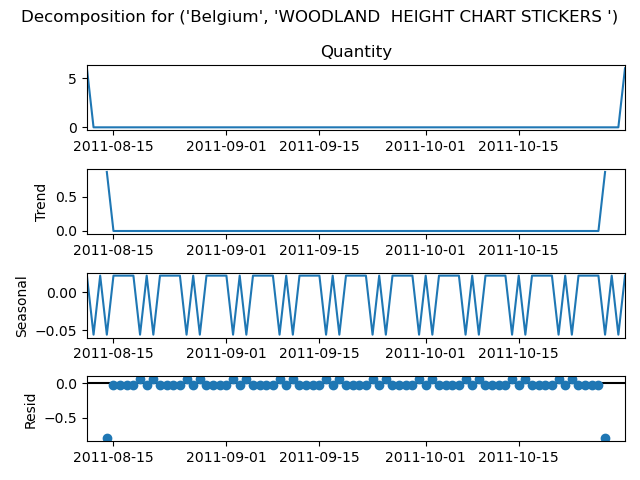 Decomposition for ('Belgium', 'WOODLAND  HEIGHT CHART STICKERS ')
Quantity
5
0
2011-08-15 2011-09-01 2011-09-15 2011-10-01 2011-10-15
Trend
0.5
0.0
2011-08-15 2011-09-01 2011-09-15 2011-10-01 2011-10-15
Seasonal
0.00
−0.05
2011-08-15 2011-09-01 2011-09-15 2011-10-01 2011-10-15
Resid
0.0
−0.5
2011-08-15 2011-09-01 2011-09-15 2011-10-01 2011-10-15